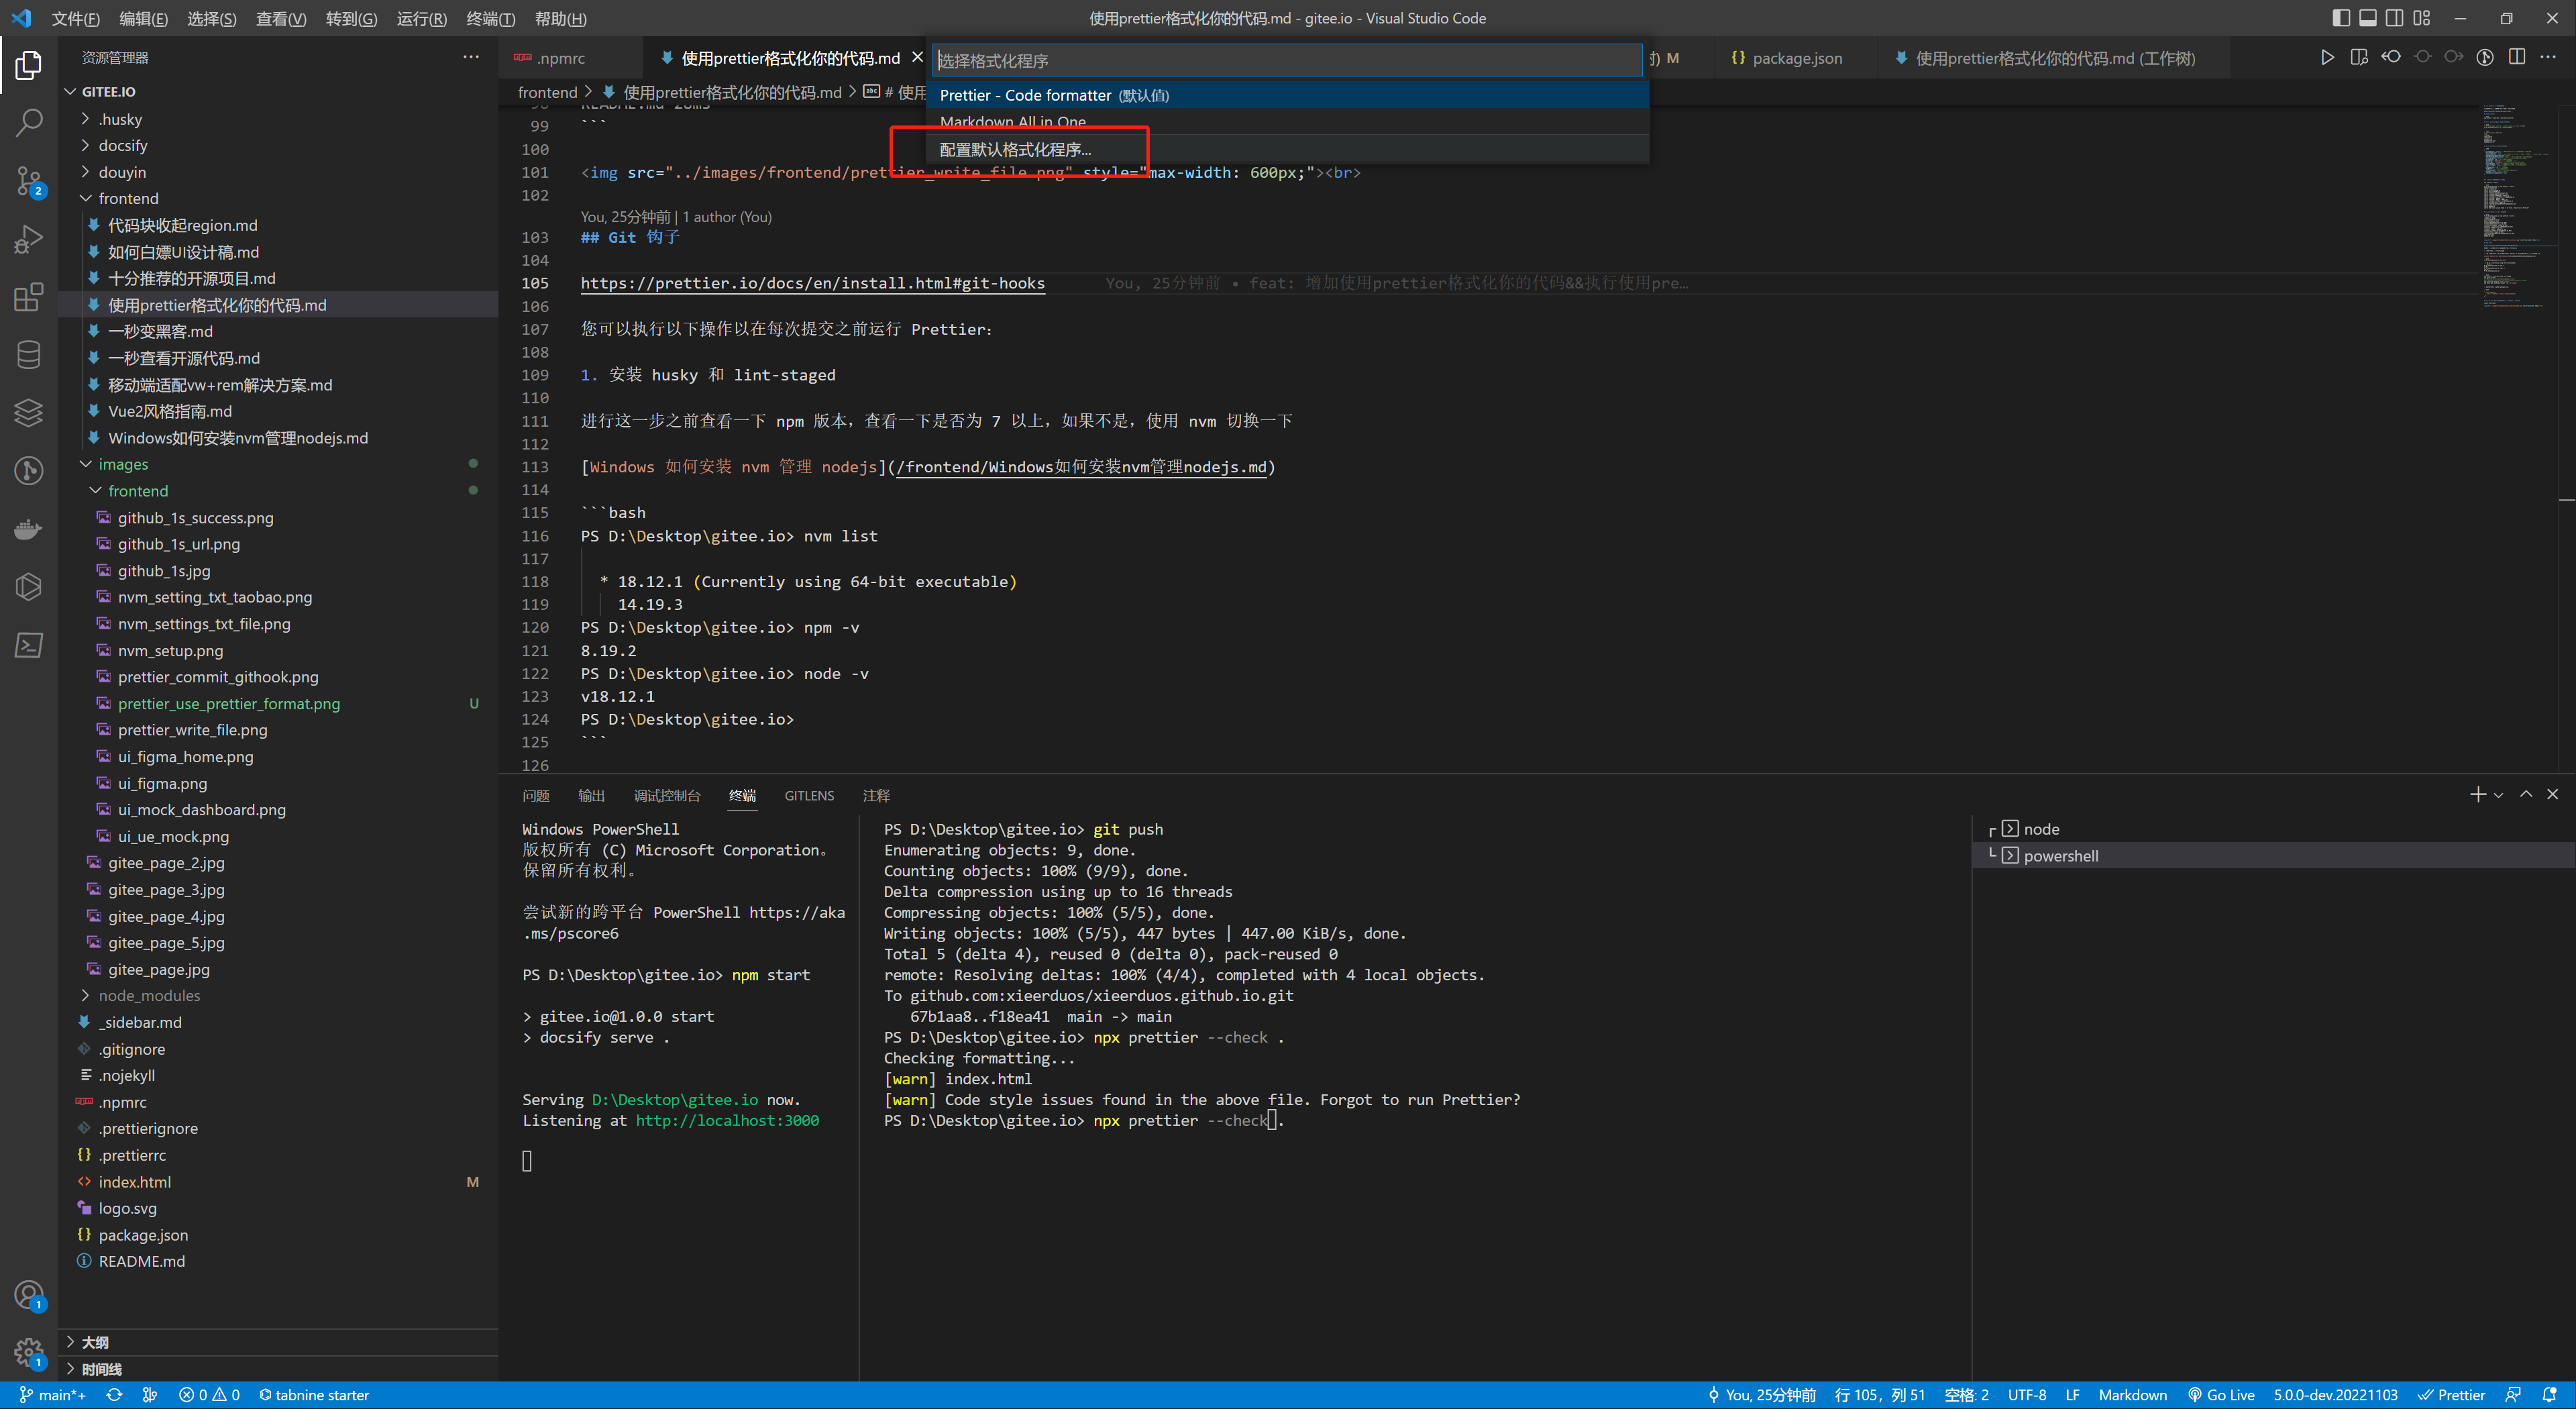 文件(F) 编辑(E) 选择(S) 查看(V) 转到(G) 运行(R) 终端(T) 帮助(H)
使用prettier格式化你的代码.md - gitee.io - Visual Studio Code
资源管理器
GITEE.IO
.husky
docsify
douyin
frontend
代码块收起region.md
如何白嫖UI设计稿.md
十分推荐的开源项目.md
使用prettier格式化你的代码.md
一秒变黑客.md
一秒查看开源代码.md
移动端适配vw+rem解决方案.md
Vue2风格指南.md
Windows如何安装nvm管理nodejs.md
images
frontend
github_1s_success.png
github_1s_url.png
github_1s.jpg
nvm_setting_txt_taobao.png
nvm_settings_txt_file.png
nvm_setup.png
prettier_commit_githook.png
prettier_use_prettier_format.png U
prettier_write_file.png
ui_figma_home.png
ui_figma.png
ui_mock_dashboard.png
ui_ue_mock.png
gitee_page_2.jpg
gitee_page_3.jpg
gitee_page_4.jpg
gitee_page_5.jpg
gitee_page.jpg
node_modules
_sidebar.md
.gitignore
.nojekyll
.npmrc
.prettierignore
.prettierrc
index.html M
logo.svg
package.json
README.md
大纲
时间线
.npmrc
使用prettier格式化你的代码.md
M
package.json
使用prettier格式化你的代码.md (工作树)
选择格式化程序
Prettier - Code formatter (默认值)
Markdown All in One
配置默认格式化程序...
frontend > 使用prettier格式化你的代码.md > # 使用
99 ```
100
101 <img src="../images/frontend/prettier_write_file.png" style="max-width: 600px;"><br>
102
You, 25分钟前 | 1 author (You)
103 ## Git 钩子
104
105 https://prettier.io/docs/en/install.html#git-hooks You, 25分钟前 • feat: 增加使用prettier格式化你的代码&&执行使用pre…
106
107 您可以执行以下操作以在每次提交之前运行 Prettier：
108
109 1. 安装 husky 和 lint-staged
110
111 进行这一步之前查看一下 npm 版本，查看一下是否为 7 以上，如果不是，使用 nvm 切换一下
112
113 [Windows 如何安装 nvm 管理 nodejs](/frontend/Windows如何安装nvm管理nodejs.md)
114
115 ```bash
116 PS D:\Desktop\gitee.io> nvm list
117
118 * 18.12.1 (Currently using 64-bit executable)
119 14.19.3
120 PS D:\Desktop\gitee.io> npm -v
121 8.19.2
122 PS D:\Desktop\gitee.io> node -v
123 v18.12.1
124 PS D:\Desktop\gitee.io>
125 ```
126
问题 输出 调试控制台 终端 GITLENS 注释
Windows PowerShell
版权所有 (C) Microsoft Corporation。
保留所有权利。
尝试新的跨平台 PowerShell https://aka
.ms/pscore6
PS D:\Desktop\gitee.io> npm start
> gitee.io@1.0.0 start
> docsify serve .
Serving D:\Desktop\gitee.io now.
Listening at http://localhost:3000
PS D:\Desktop\gitee.io> git push
Enumerating objects: 9, done.
Counting objects: 100% (9/9), done.
Delta compression using up to 16 threads
Compressing objects: 100% (5/5), done.
Writing objects: 100% (5/5), 447 bytes | 447.00 KiB/s, done.
Total 5 (delta 4), reused 0 (delta 0), pack-reused 0
remote: Resolving deltas: 100% (4/4), completed with 4 local objects.
To github.com:xieerduos/xieerduos.github.io.git
67b1aa8..f18ea41 main -> main
PS D:\Desktop\gitee.io> npx prettier --check .
Checking formatting...
[warn] index.html
[warn] Code style issues found in the above file. Forgot to run Prettier?
PS D:\Desktop\gitee.io> npx prettier --check .
node
powershell
2
1
1
main*+ 0 0 tabnine starter
You, 25分钟前 行 105，列 51 空格: 2 UTF-8 LF Markdown Go Live 5.0.0-dev.20221103 Prettier